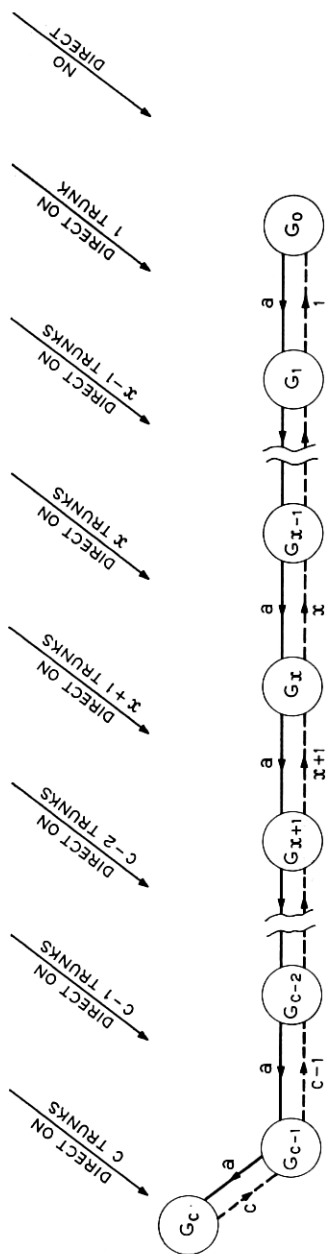 DIRECT ON
C TRUNKS
DIRECT ON
C-1 TRUNKS
DIRECT ON
C-2 TRUNKS
DIRECT ON
x+1 TRUNKS
DIRECT ON
x TRUNKS
DIRECT ON
x-1 TRUNKS
DIRECT ON
1 TRUNK
NO
DIRECT
Gc
a
c
Gc-1
a
c-1
Gc-2
Gx+1
a
x+1
Gx
a
x
Gx-1
G1
a
1
G0